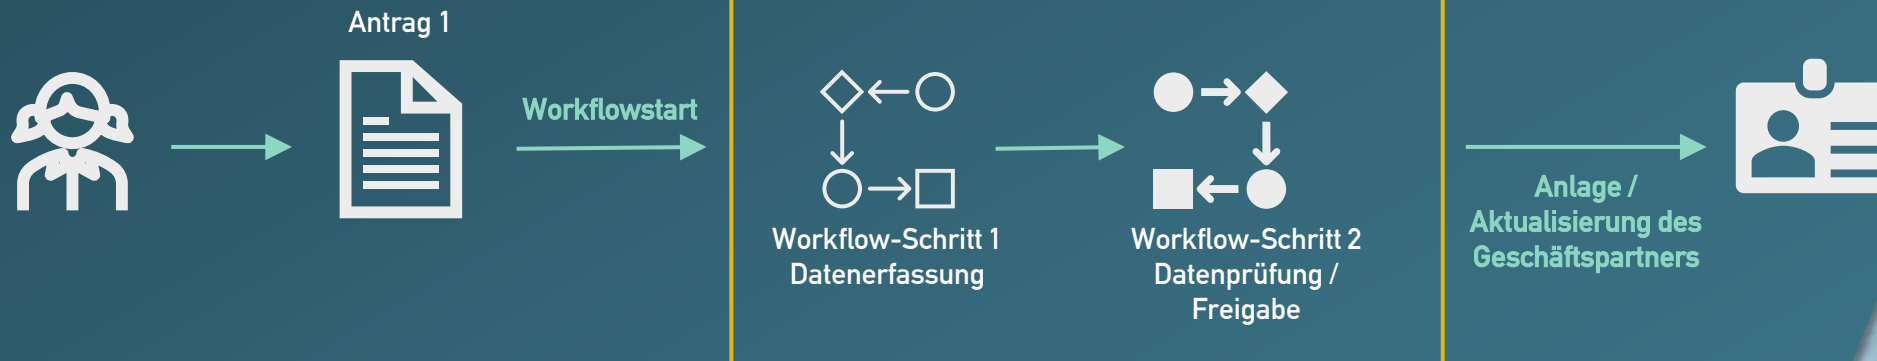 Antrag 1
Workflowstart
Workflow-Schritt 1
Datenerfassung
Workflow-Schritt 2
Datenprüfung /
Freigabe
Anlage /
Aktualisierung des
Geschäftspartners